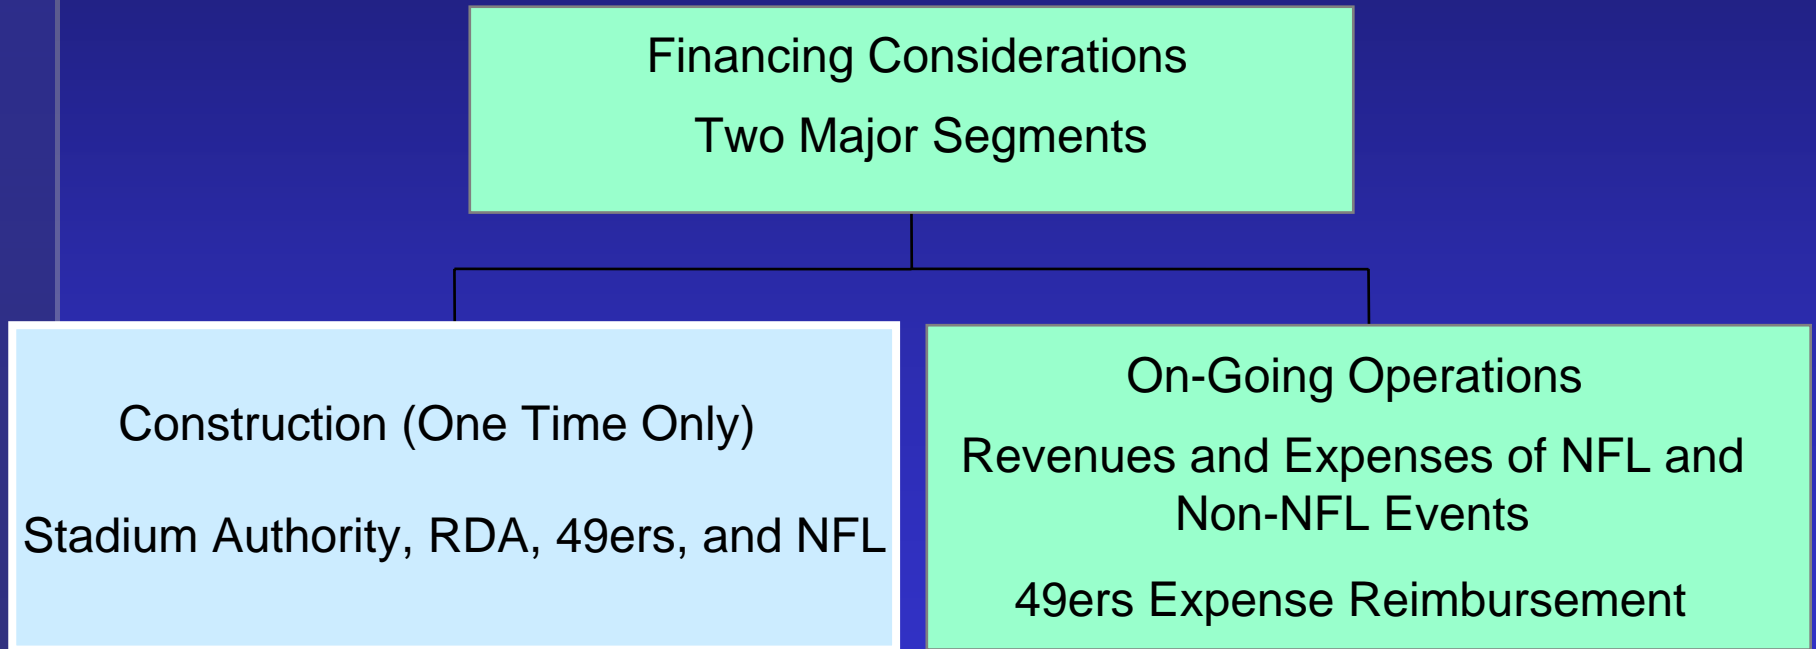 Financing Considerations
Two Major Segments
Construction (One Time Only)
Stadium Authority, RDA, 49ers, and NFL
On-Going Operations
Revenues and Expenses of NFL and
Non-NFL Events
49ers Expense Reimbursement